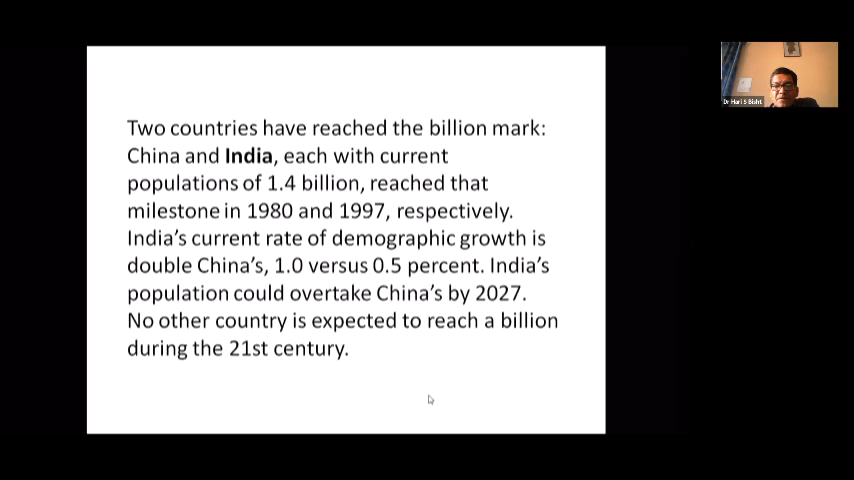 Two countries have reached the billion mark:
China and India, each with current
populations of 1.4 billion, reached that
milestone in 1980 and 1997, respectively.
India’s current rate of demographic growth is
double China’s, 1.0 versus 0.5 percent. India’s
population could overtake China’s by 2027.
No other country is expected to reach a billion
during the 21st century.
Dr Hari S Bisht